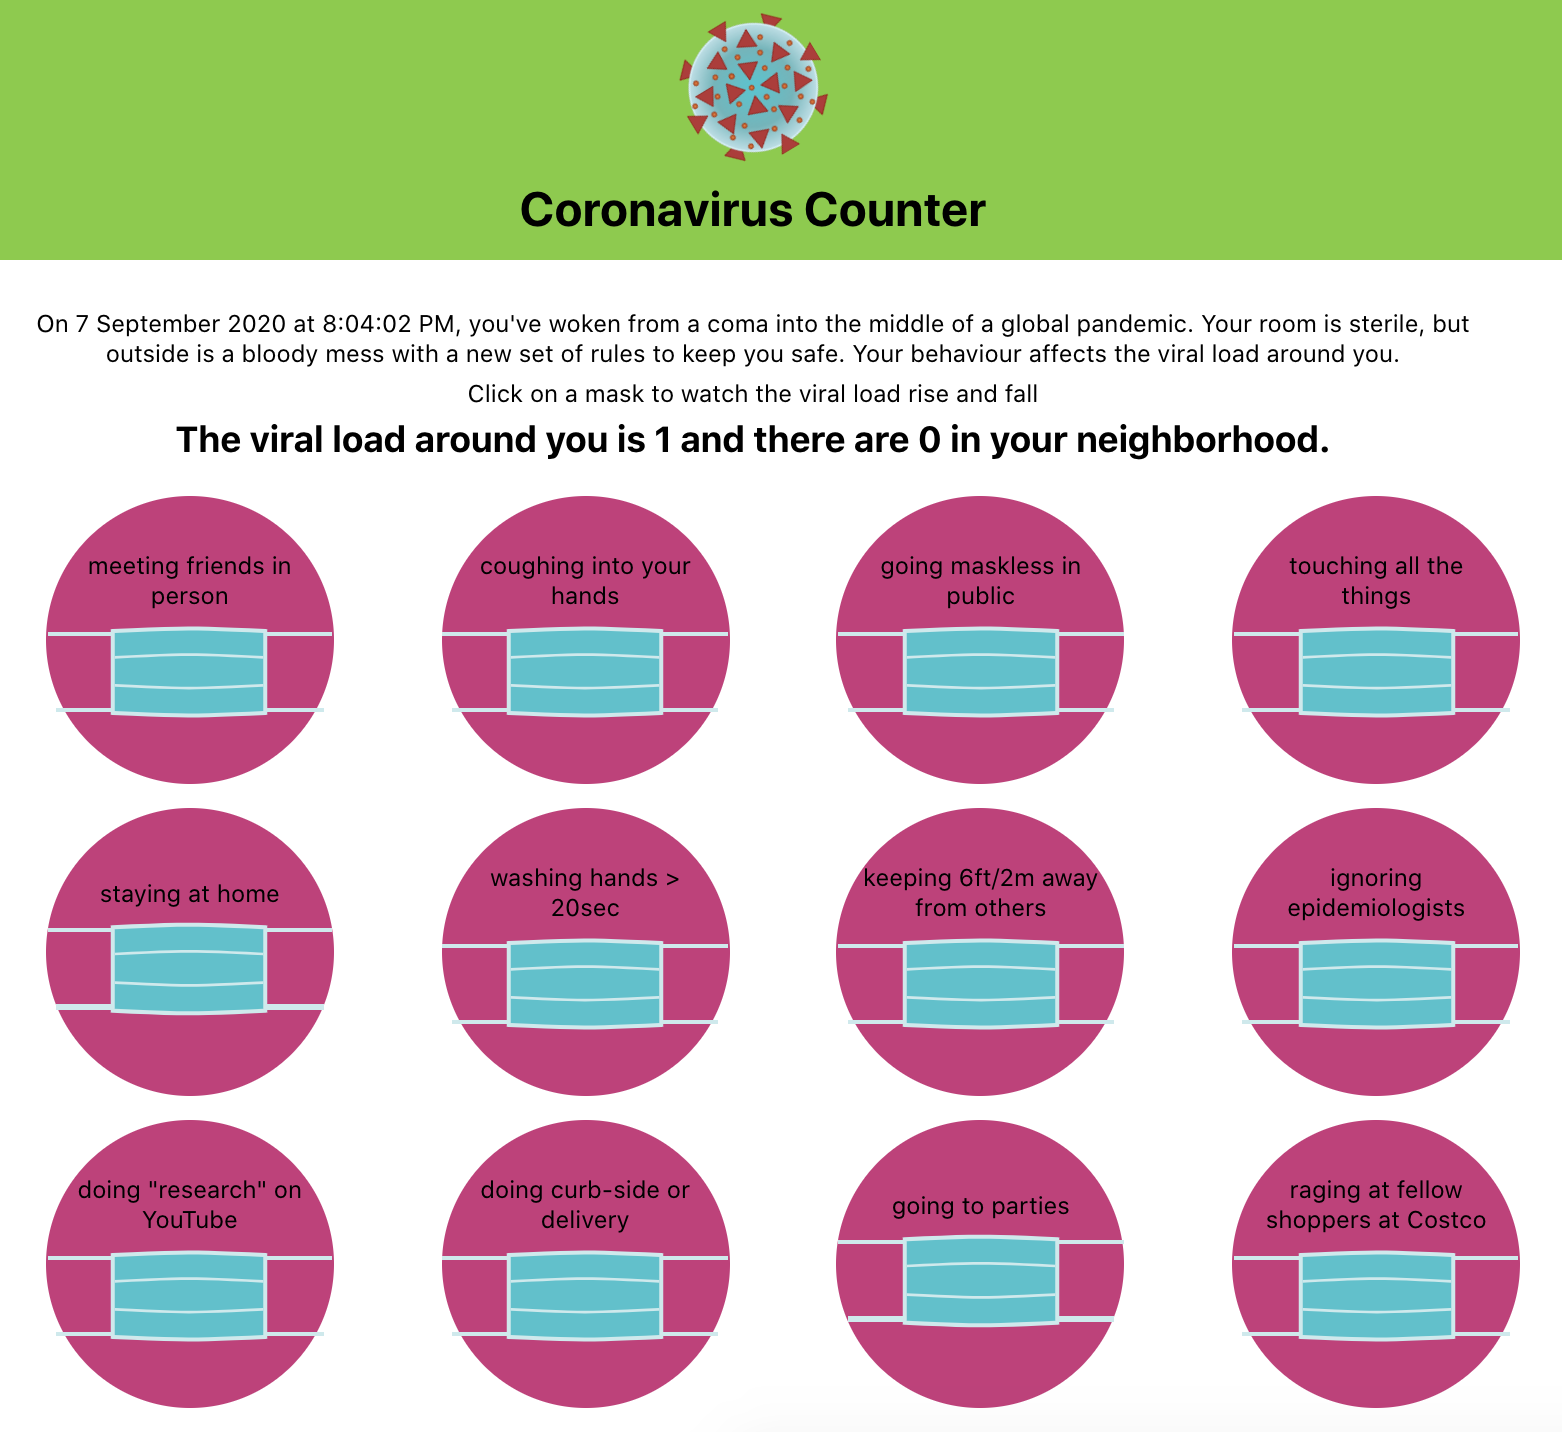 Coronavirus Counter
On 7 September 2020 at 8:04:02 PM, you've woken from a coma into the middle of a global pandemic. Your room is sterile, but
outside is a bloody mess with a new set of rules to keep you safe. Your behaviour affects the viral load around you.
Click on a mask to watch the viral load rise and fall
The viral load around you is 1 and there are 0 in your neighborhood.
meeting friends in
person
coughing into your
hands
going maskless in
public
touching all the
things
staying at home
washing hands >
20sec
keeping 6ft/2m away
from others
ignoring
epidemiologists
doing "research" on
YouTube
doing curb-side or
delivery
going to parties
raging at fellow
shoppers at Costco